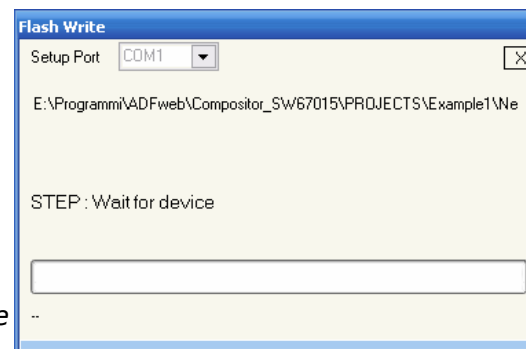 Flash Write
Setup Port COM1 X
E:\Programmi\ADFweb\Compositor_SW67015\PROJECTS\Example1\Ne
STEP : Wait for device
e
--